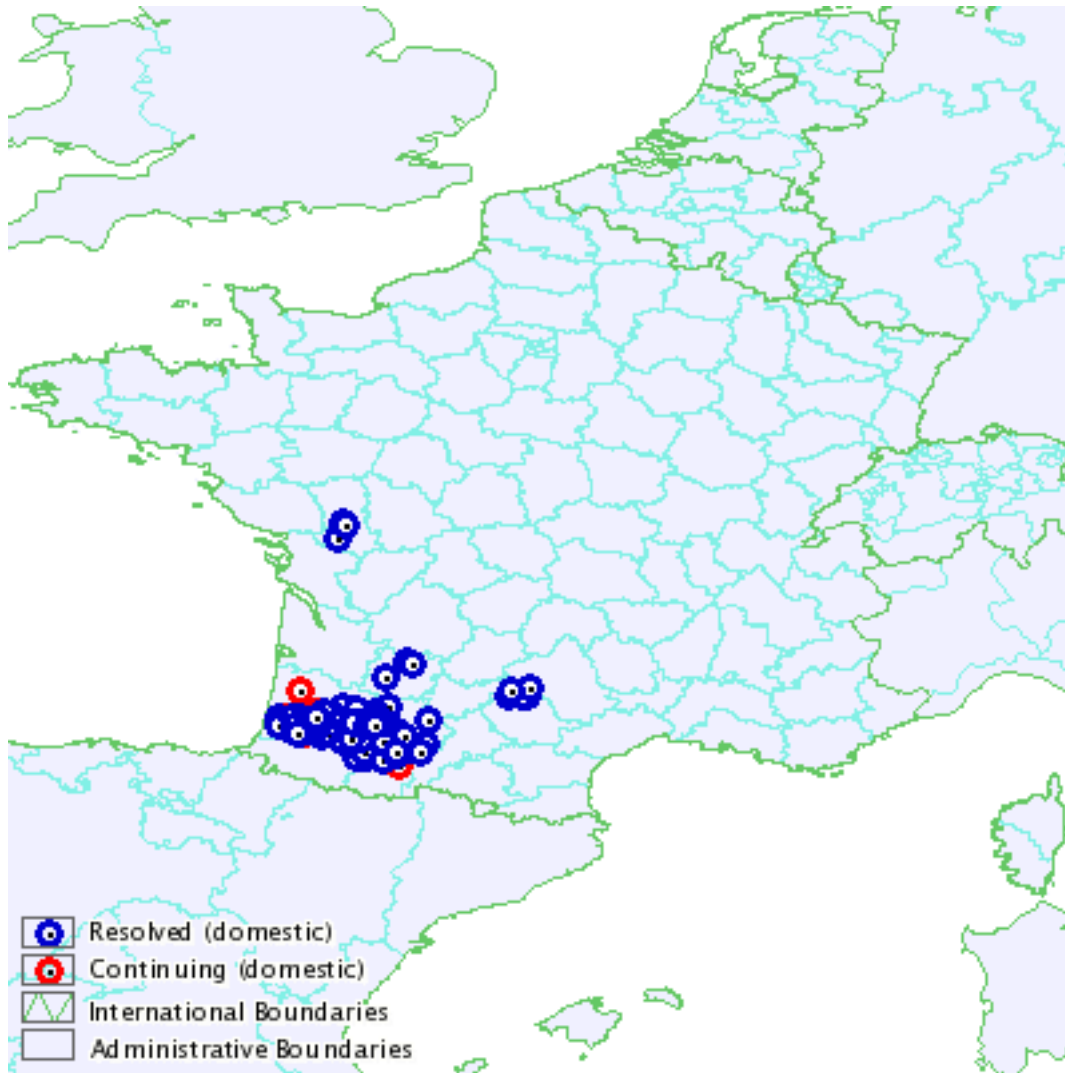 Resolved (domestic)
Continuing (domestic)
International Boundaries
Administrative Boundaries